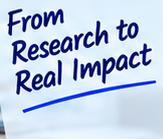 From
Research to
Real Impact